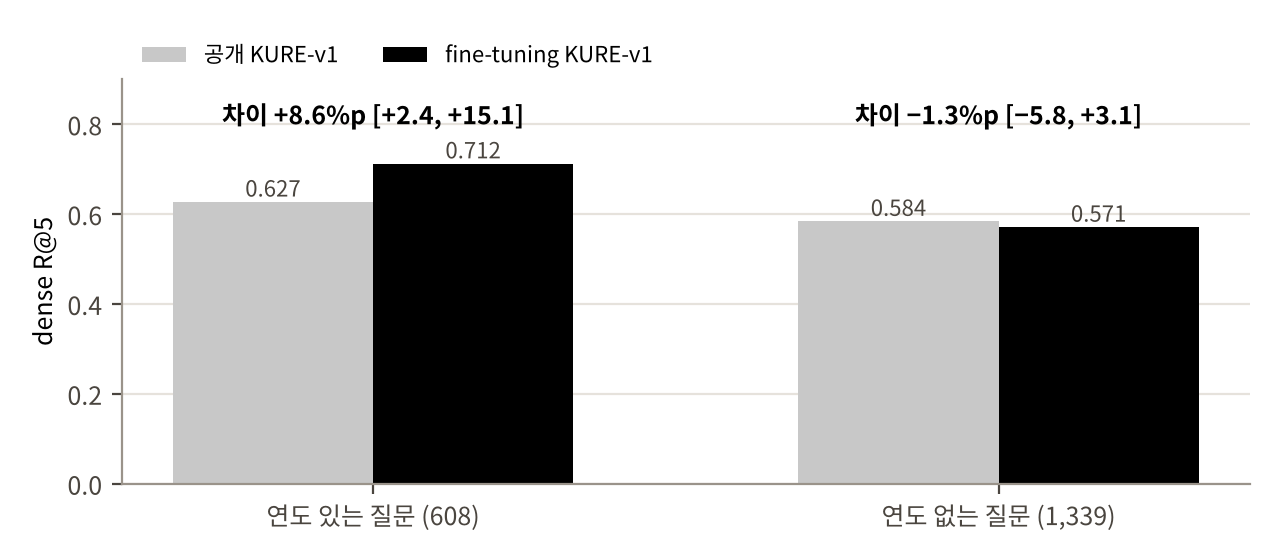 공개 KURE-v1
fine-tuning KURE-v1
차이 +8.6%p [+2.4, +15.1]
차이 −1.3%p [−5.8, +3.1]
0.8
0.6
0.4
0.2
0.0
dense R@5
0.627
0.712
0.584
0.571
연도 있는 질문 (608)
연도 없는 질문 (1,339)